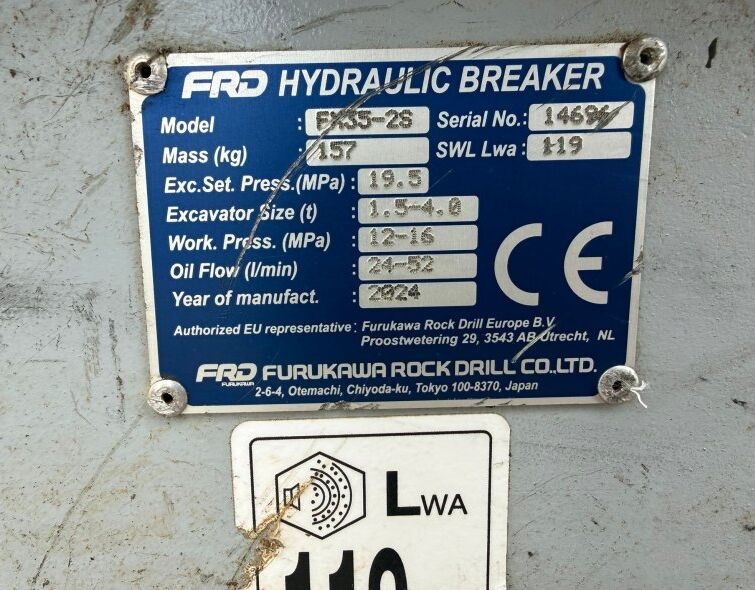 FRD HYDRAULIC BREAKER
Model : FX35-2S Serial No.:
Mass (kg) : 157 SWL Lwa : 119
Exc.Set. Press.(MPa) : 19.5
Excavator Size (t) : 1.5-4.0
Work. Press. (MPa) : 12-16
Oil Flow (l/min) : 24-52
Year of manufact. : 2024
Authorized EU representative : Furukawa Rock Drill Europe B.V.
Proostwetering 29, 3543 AB Utrecht, NL
CE
FRD FURUKAWA FURUKAWA ROCK DRILL CO.,LTD.
2-6-4, Otemachi, Chiyoda-ku, Tokyo 100-8370, Japan
LWA